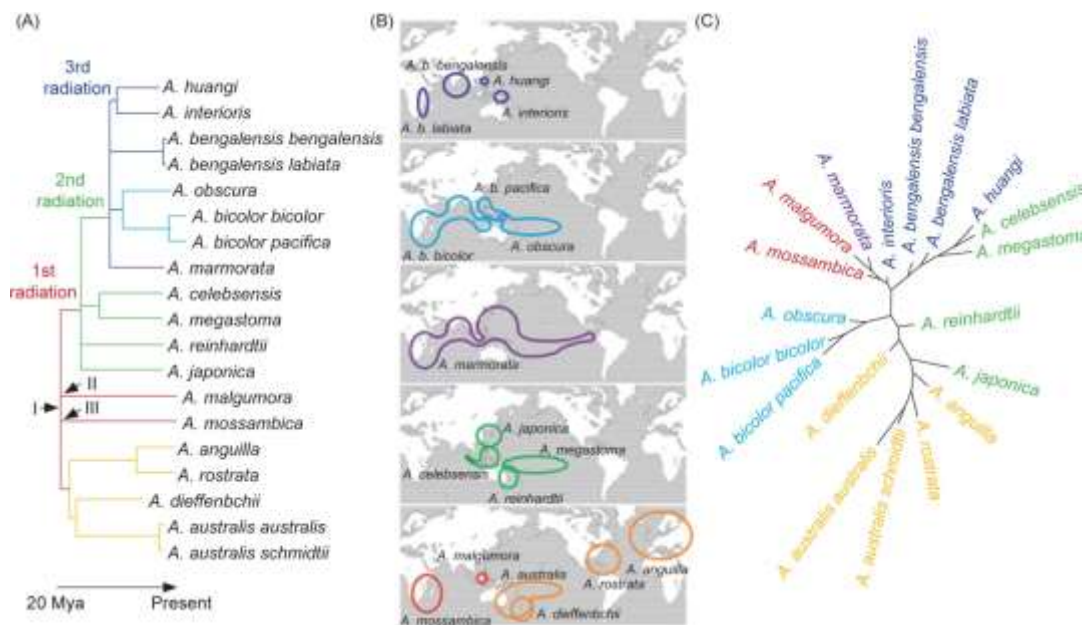 (A)
3rd
radiation
A. huangi
A. interioris
A. bengalensis bengalensis
A. bengalensis labiata
2nd
radiation
A. obscura
A. bicolor bicolor
A. bicolor pacifica
A. marmorata
1st
radiation
A. celebsensis
A. megastoma
A. reinhardtii
A. japonica
II
I
III
A. malgumora
A. mossambica
A. anguilla
A. rostrata
A. dieffenbchii
A. australis australis
A. australis schmidtii
20 Mya
Present
(B)
A. b. bengalensis
A. huangi
A. interioris
A. b. labiata
A. b. pacifica
A. obscura
A. b. bicolor
A. marmorata
A. japonica
A. megastoma
A. celebsensis
A. reinhardtii
A. malgumora
A. anguilla
A. australis
A. rostrata
A. mossambica
A. dieffenbchii
(C)
A. mossambica
A. malgumora
A. marmorata
A. interioris
A. bengalensis bengalensis
A. bengalensis labiata
A. huangi
A. celebsensis
A. megastoma
A. reinhardtii
A. japonica
A. anguilla
A. rostrata
A. australis schmidtii
A. australis australis
A. dieffenbchii
A. bicolor pacifica
A. bicolor bicolor
A. obscura